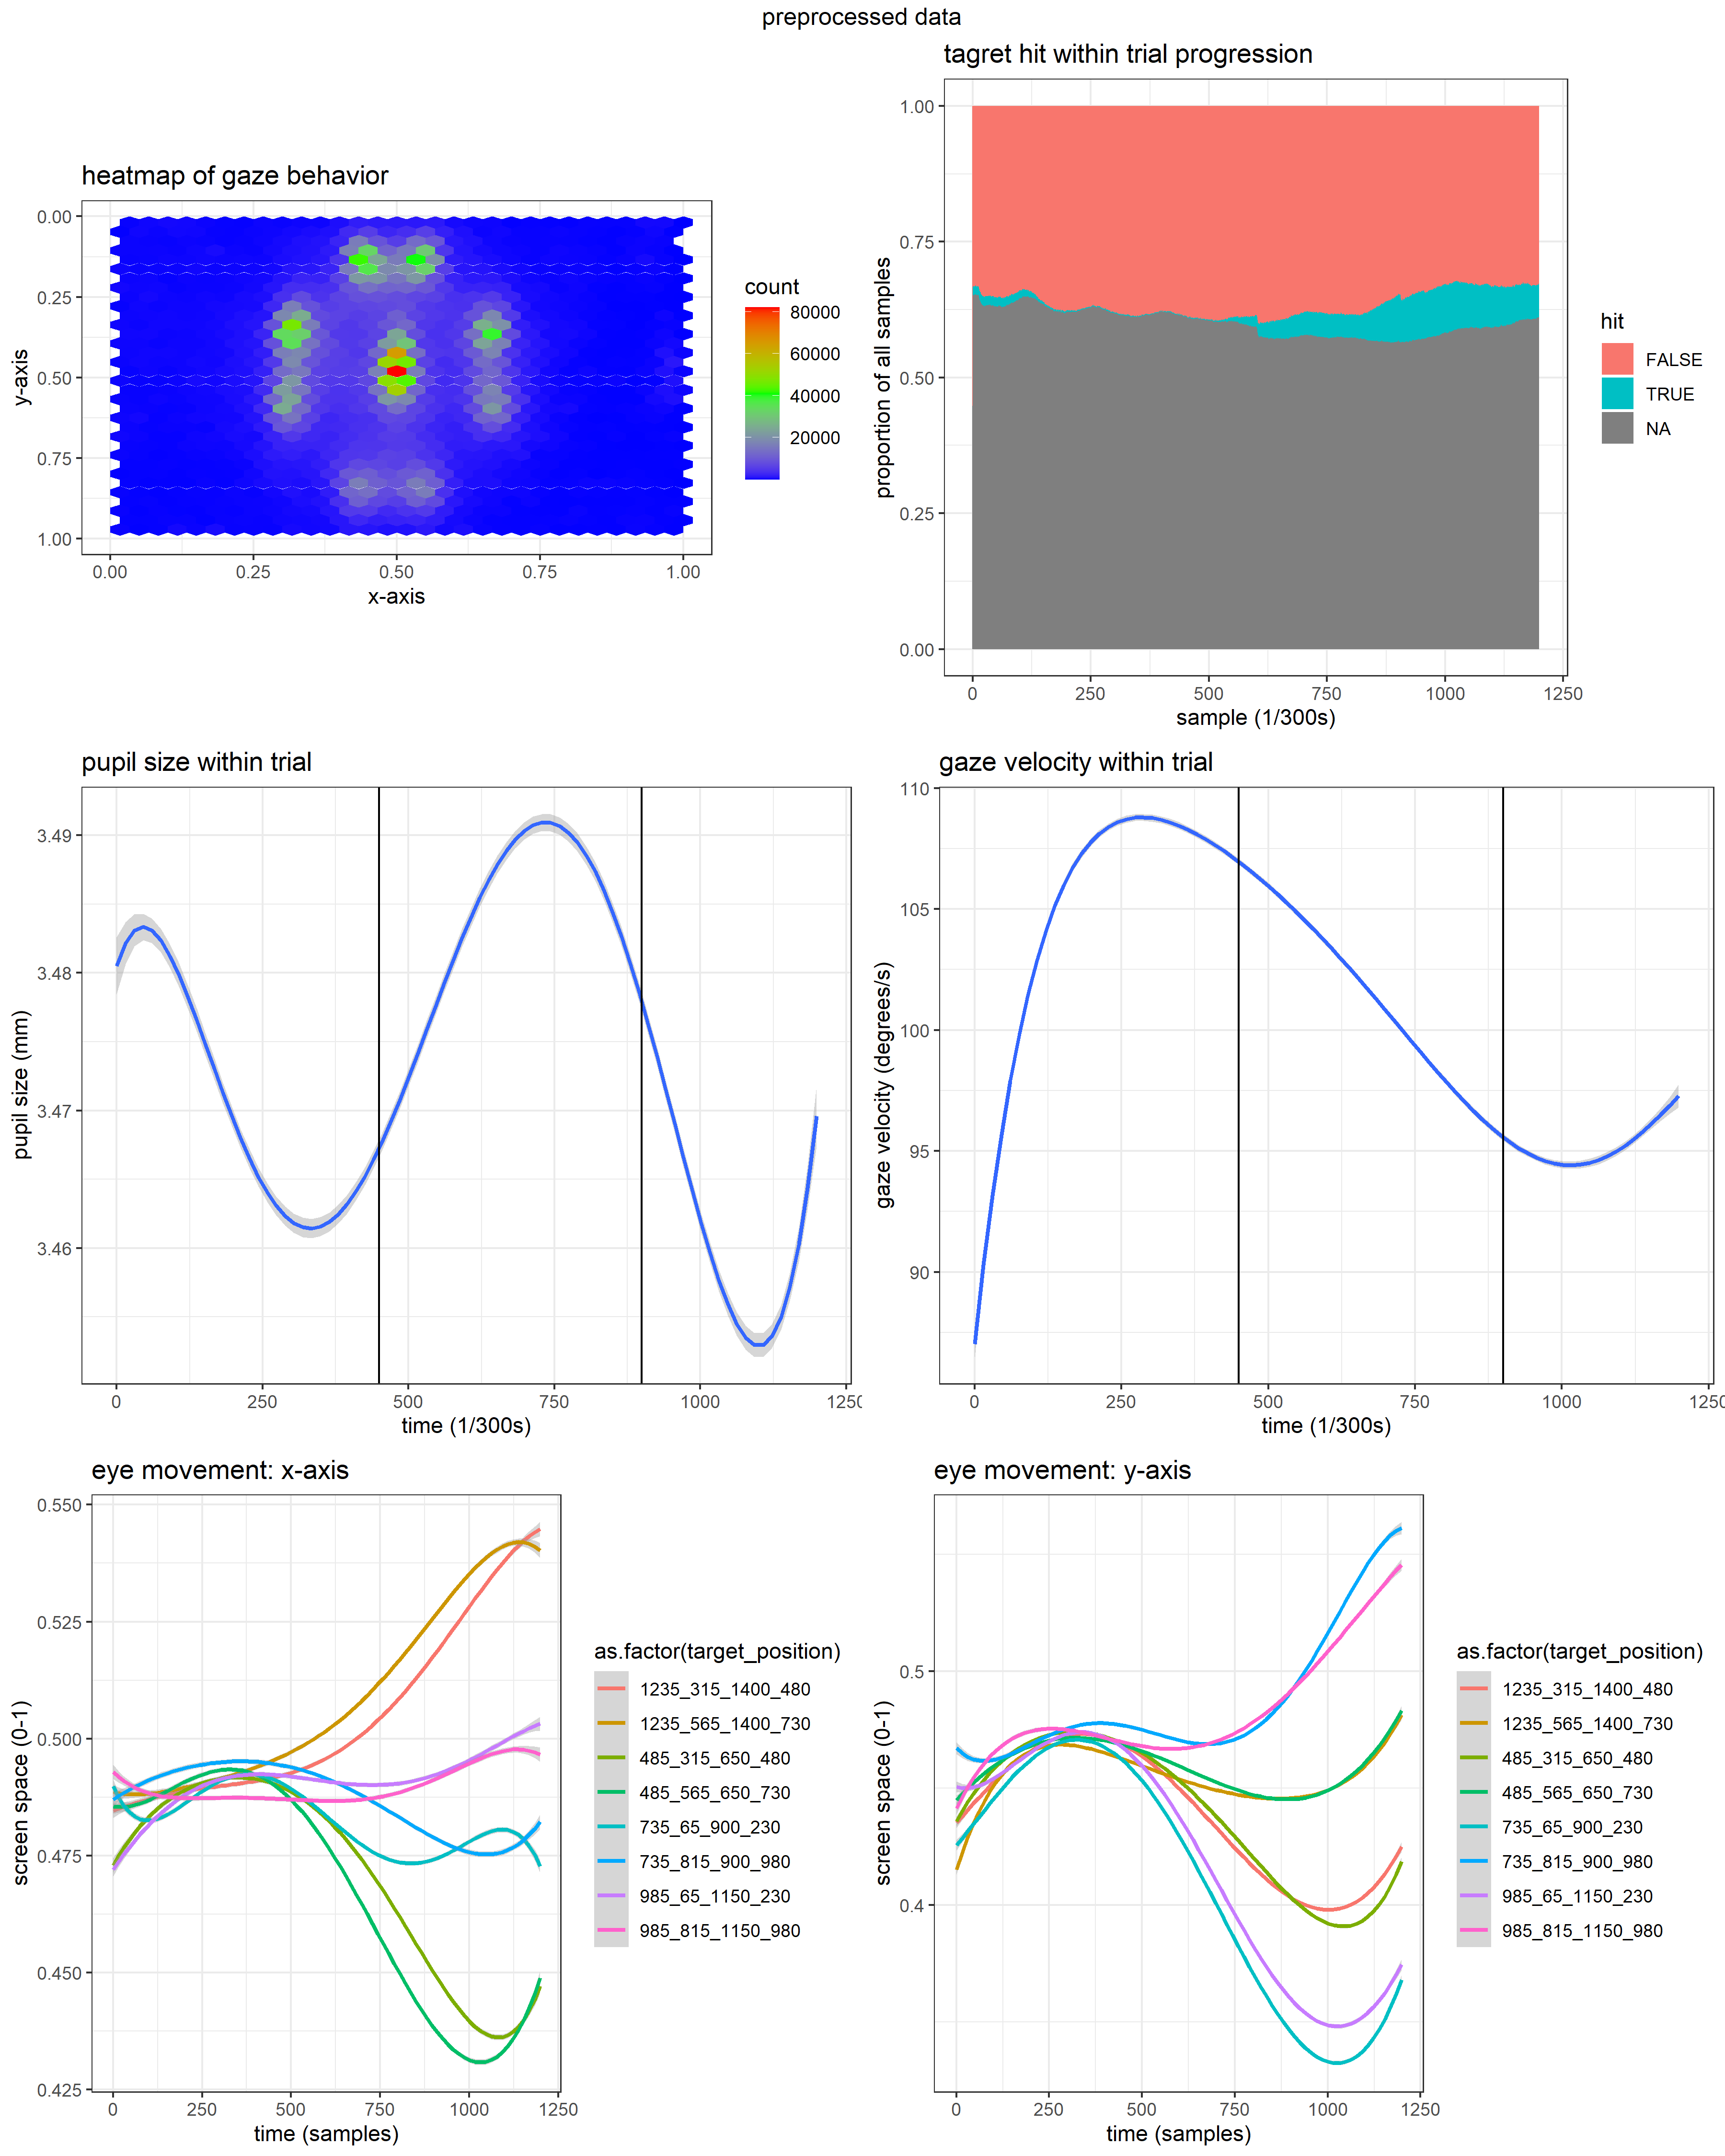 preprocessed data
heatmap of gaze behavior
0.00
0.25
0.50
0.75
1.00
y-axis
0.00 0.25 0.50 0.75 1.00
x-axis
count
80000
60000
40000
20000
tagret hit within trial progression
1.00
0.75
0.50
0.25
0.00
proportion of all samples
0 250 500 750 1000 1250
sample (1/300s)
hit
FALSE
TRUE
NA
pupil size within trial
3.49
3.48
3.47
3.46
pupil size (mm)
0 250 500 750 1000 1250
time (1/300s)
gaze velocity within trial
110
105
100
95
90
gaze velocity (degrees/s)
0 250 500 750 1000 1250
time (1/300s)
eye movement: x-axis
0.550
0.525
0.500
0.475
0.450
0.425
screen space (0-1)
0 250 500 750 1000 1250
time (samples)
as.factor(target_position)
1235_315_1400_480
1235_565_1400_730
485_315_650_480
485_565_650_730
735_65_900_230
735_815_900_980
985_65_1150_230
985_815_1150_980
eye movement: y-axis
0.5
0.4
screen space (0-1)
0 250 500 750 1000 1250
time (samples)
as.factor(target_position)
1235_315_1400_480
1235_565_1400_730
485_315_650_480
485_565_650_730
735_65_900_230
735_815_900_980
985_65_1150_230
985_815_1150_980